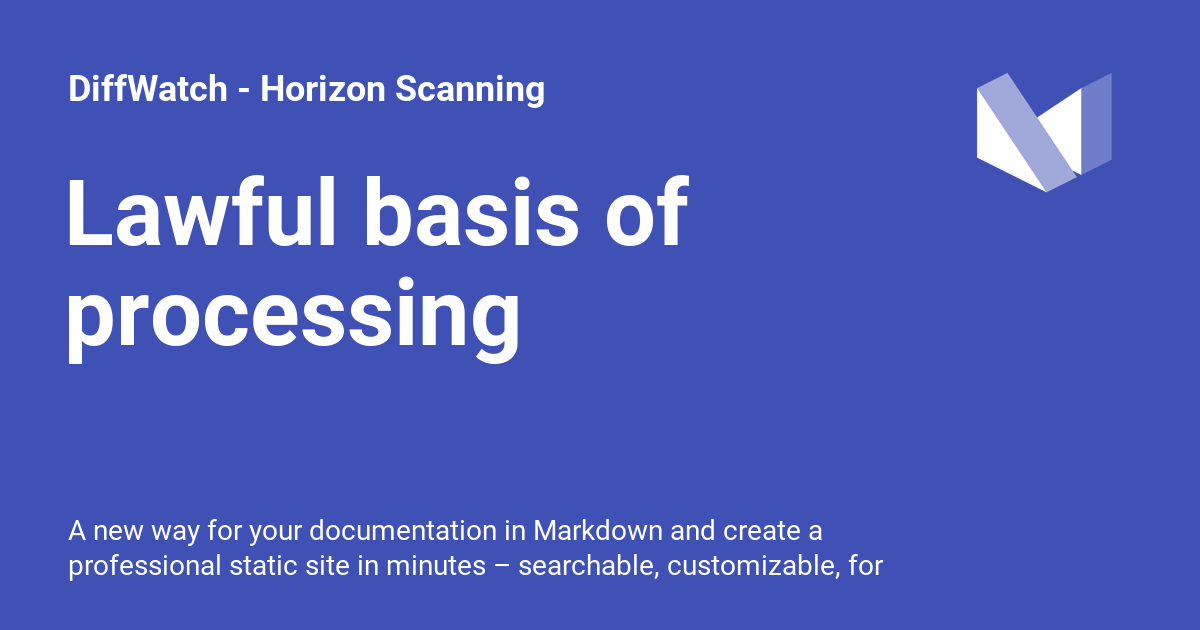 DiffWatch - Horizon Scanning
Lawful basis of
processing
A new way for your documentation in Markdown and create a
professional static site in minutes – searchable, customizable, for